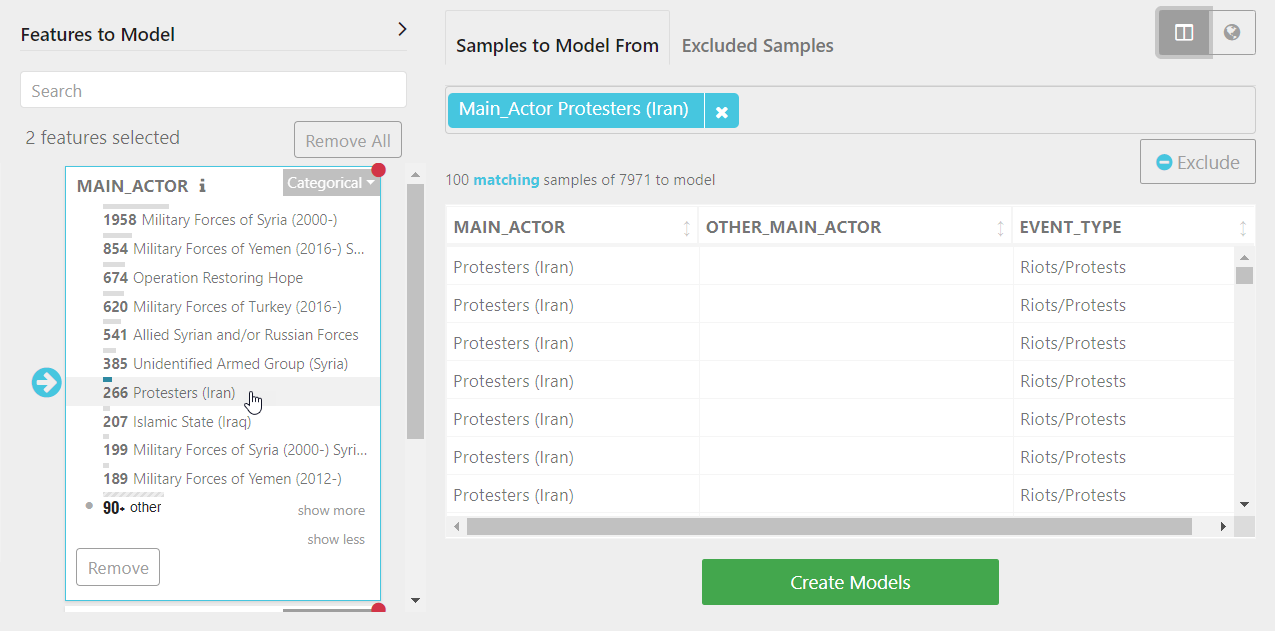 Features to Model
Search
2 features selected
Remove All
MAIN_ACTOR i
Categorical
1958 Military Forces of Syria (2000-)
854 Military Forces of Yemen (2016-) S...
674 Operation Restoring Hope
620 Military Forces of Turkey (2016-)
541 Allied Syrian and/or Russian Forces
385 Unidentified Armed Group (Syria)
266 Protesters (Iran)
207 Islamic State (Iraq)
199 Military Forces of Syria (2000-) Syri...
189 Military Forces of Yemen (2012-)
90+ other
show more
show less
Remove
Samples to Model From
Excluded Samples
Main_Actor Protesters (Iran)
Exclude
100 matching samples of 7971 to model
MAIN_ACTOR OTHER_MAIN_ACTOR EVENT_TYPE
Protesters (Iran) Riots/Protests
Protesters (Iran) Riots/Protests
Protesters (Iran) Riots/Protests
Protesters (Iran) Riots/Protests
Protesters (Iran) Riots/Protests
Protesters (Iran) Riots/Protests
Protesters (Iran) Riots/Protests
Create Models